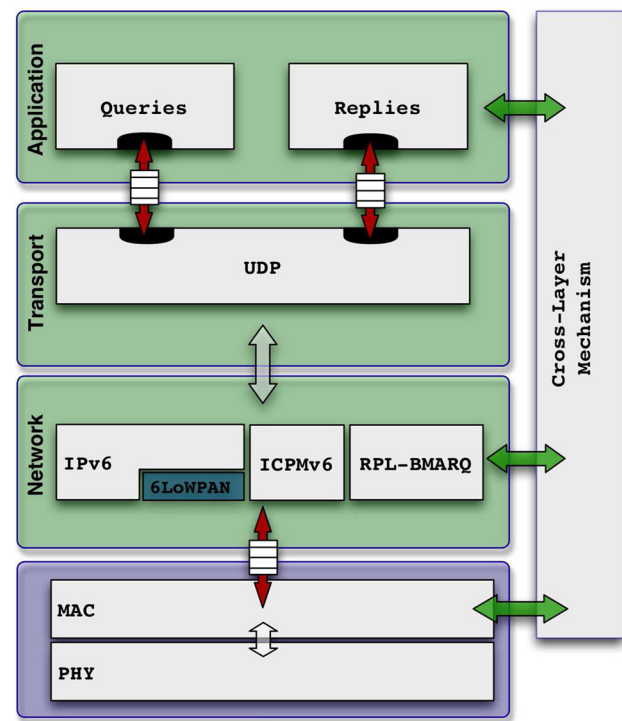 Application
Queries
Replies
Transport
UDP
Cross-Layer
Mechanism
Network
IPv6
6LoWPAN
ICPMv6
RPL-BMARQ
MAC
PHY